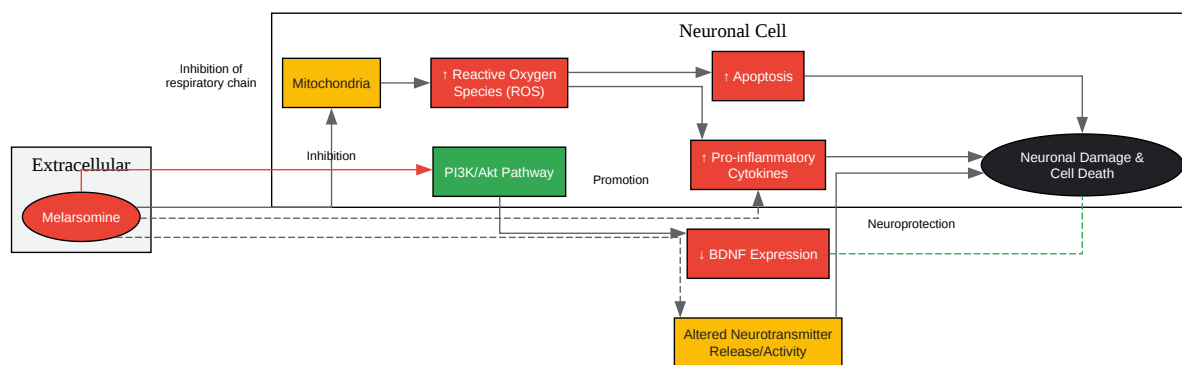 Neuronal Cell
Inhibition of
respiratory chain
Mitochondria
↑ Reactive Oxygen
Species (ROS)
↑ Apoptosis
Extracellular
Melarsomine
Inhibition
PI3K/Akt Pathway
Promotion
↑ Pro-inflammatory
Cytokines
Neuronal Damage &
Cell Death
Neuroprotection
↓ BDNF Expression
Altered Neurotransmitter
Release/Activity